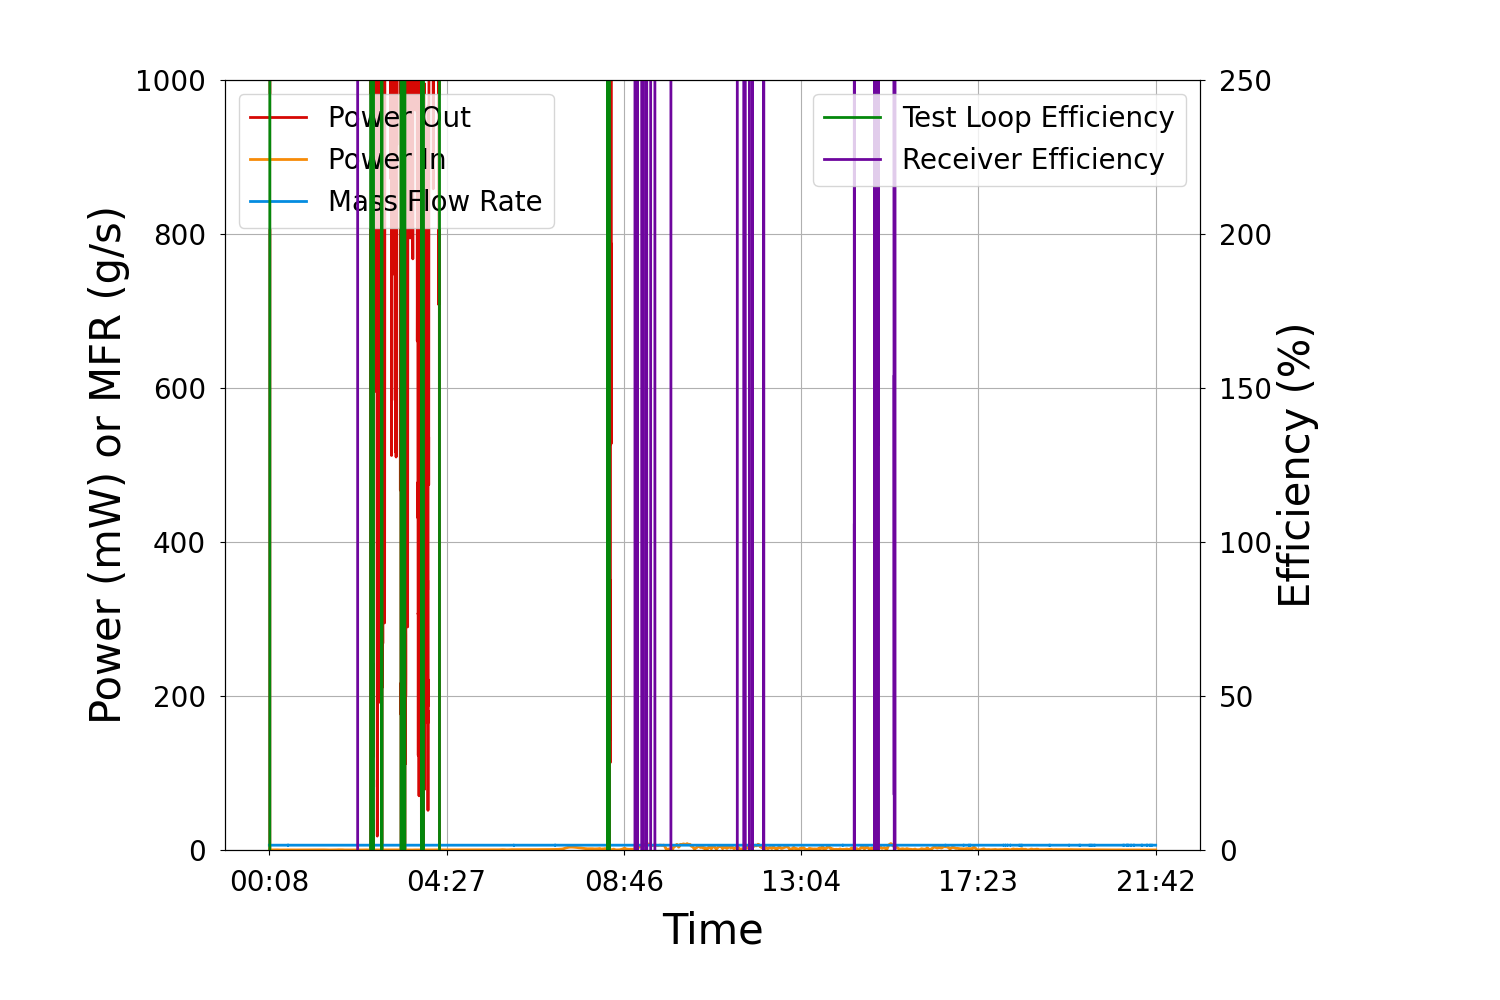 1000
800
600
400
200
0
Power (mW) or MFR (g/s)
Power Out
Power In
Mass Flow Rate
Test Loop Efficiency
Receiver Efficiency
250
200
150
100
50
0
Efficiency (%)
00:08 04:27 08:46 13:04 17:23 21:42
Time